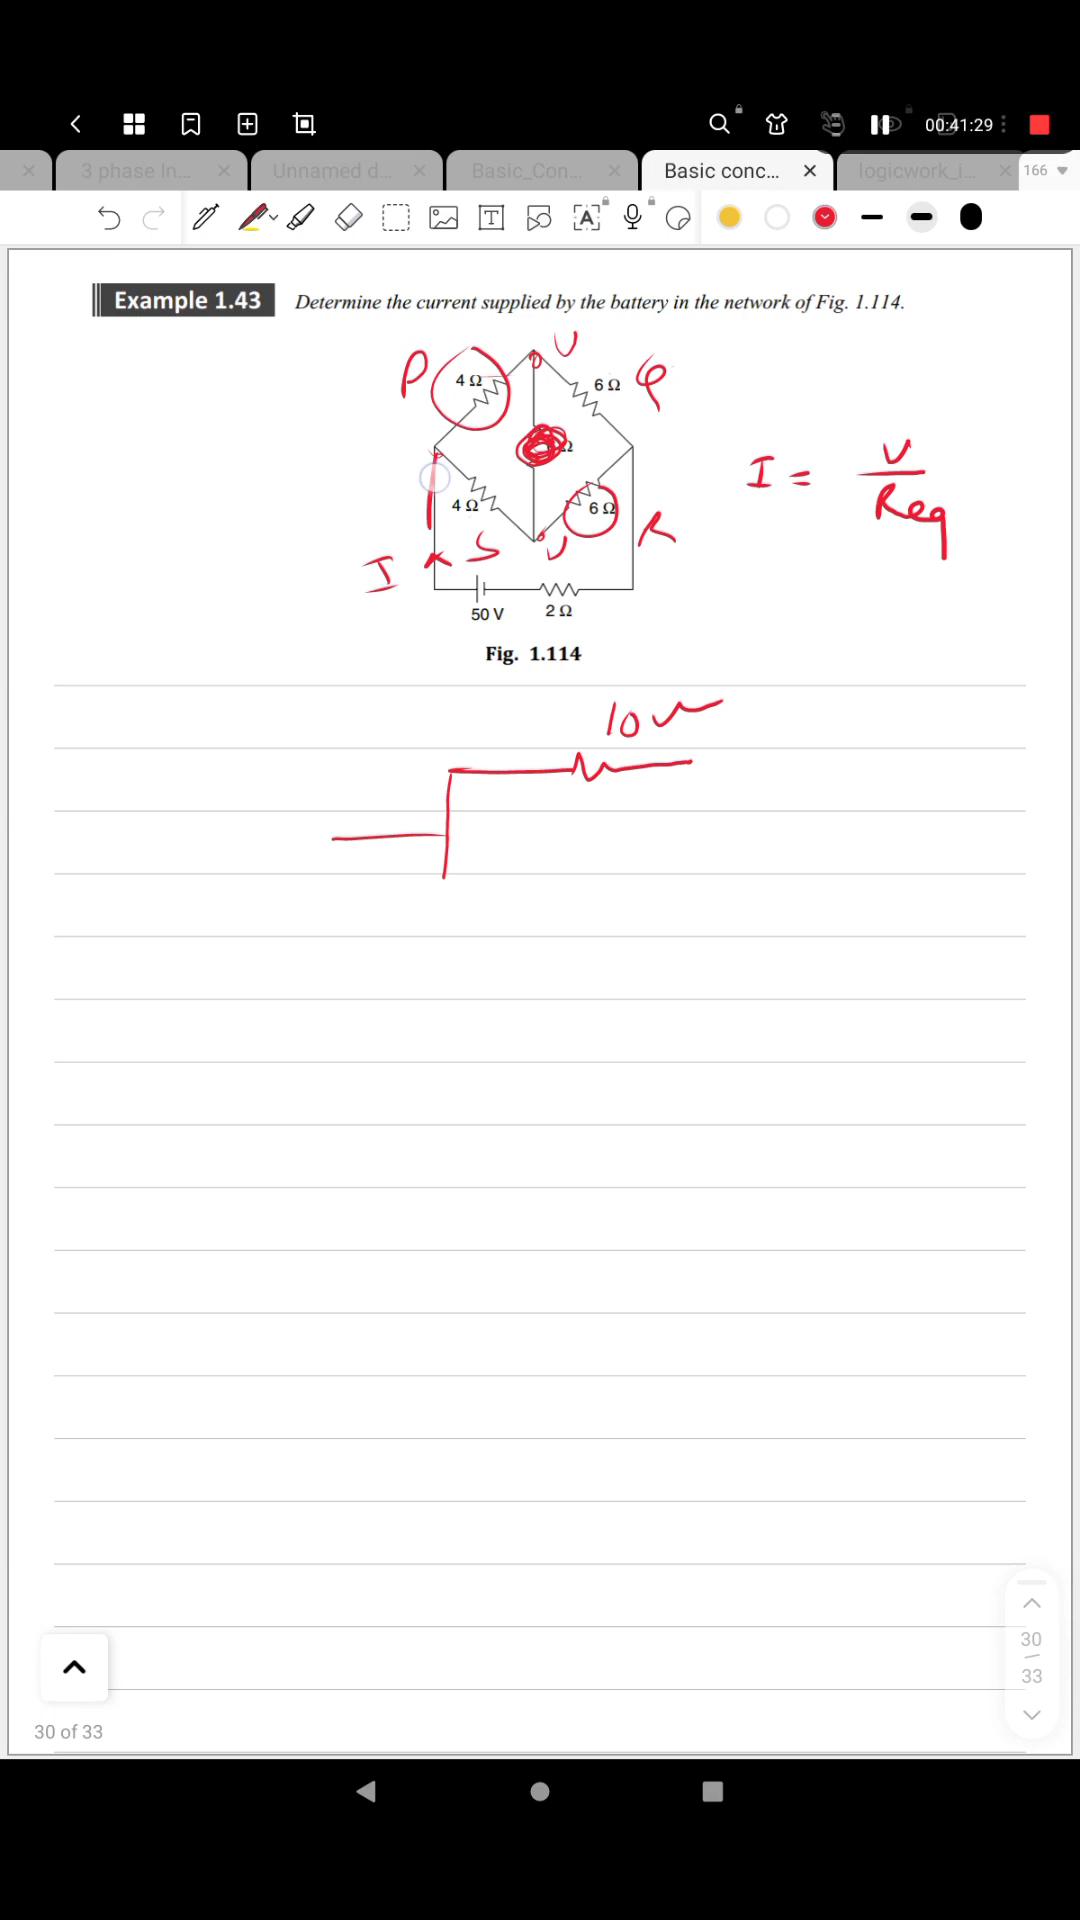 00:41:29
3 phase In...
Unnamed d...
Basic_Con...
Basic conc...
logicwork_i...
166
T
A
Example 1.43 Determine the current supplied by the battery in the network of Fig. 1.114.
P
4 Ω
V
6 Ω
φ
Ω
I = V / Req
4 Ω
6 Ω
I
S
V
R
50 V
2 Ω
Fig. 1.114
10
30
33
30 of 33